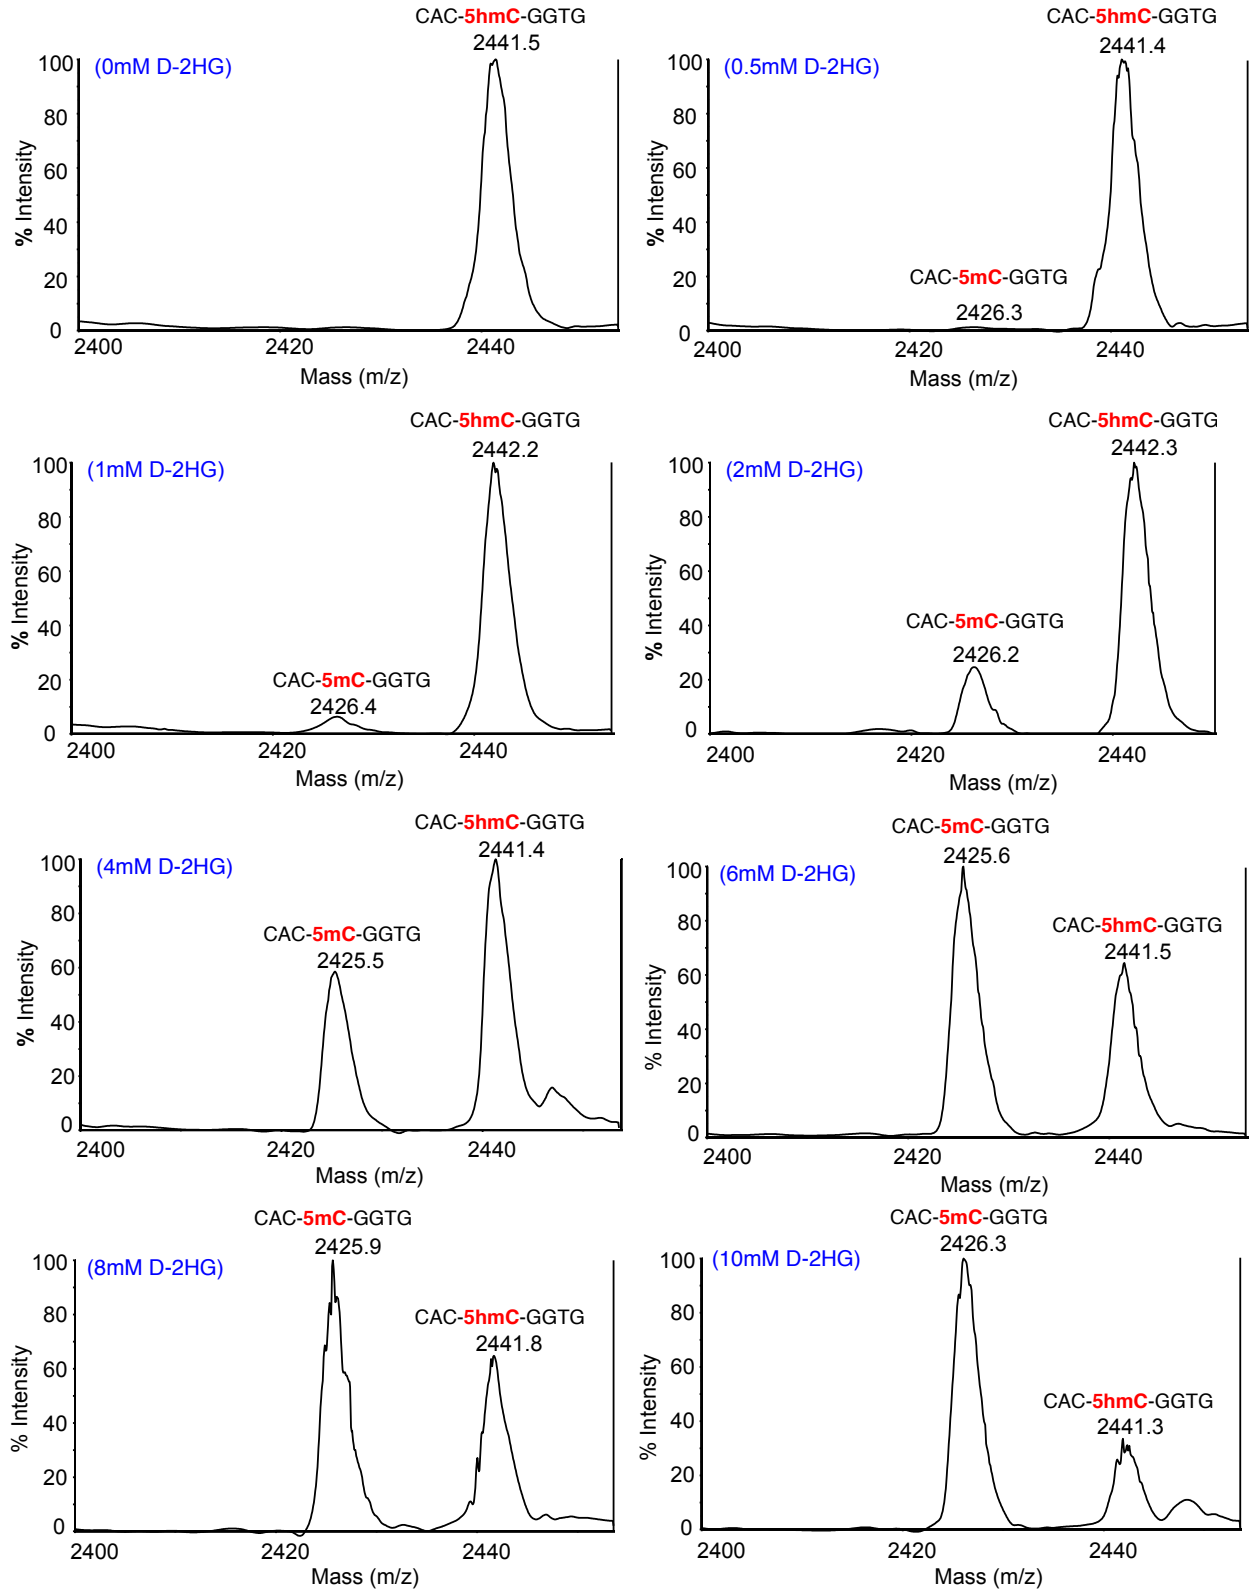 CAC-5hmC-GGTG
2441.5
(0mM D-2HG)
100
80
60
40
20
0
% Intensity
2400
2420
2440
Mass (m/z)
CAC-5hmC-GGTG
2441.4
(0.5mM D-2HG)
100
80
60
40
20
0
% Intensity
CAC-5mC-GGTG
2426.3
2400
2420
2440
Mass (m/z)
CAC-5hmC-GGTG
2442.2
(1mM D-2HG)
100
80
60
40
20
0
% Intensity
CAC-5mC-GGTG
2426.4
2400
2420
2440
Mass (m/z)
CAC-5hmC-GGTG
2442.3
(2mM D-2HG)
100
80
60
40
20
0
% Intensity
CAC-5mC-GGTG
2426.2
2400
2420
2440
Mass (m/z)
CAC-5hmC-GGTG
2441.4
(4mM D-2HG)
100
80
60
40
20
0
% Intensity
CAC-5mC-GGTG
2425.5
2400
2420
2440
Mass (m/z)
CAC-5mC-GGTG
2425.6
(6mM D-2HG)
100
80
60
40
20
0
% Intensity
CAC-5hmC-GGTG
2441.5
2400
2420
2440
Mass (m/z)
CAC-5mC-GGTG
2425.9
(8mM D-2HG)
100
80
60
40
20
0
% Intensity
CAC-5hmC-GGTG
2441.8
2400
2420
2440
Mass (m/z)
CAC-5mC-GGTG
2426.3
(10mM D-2HG)
100
80
60
40
20
0
% Intensity
CAC-5hmC-GGTG
2441.3
2400
2420
2440
Mass (m/z)